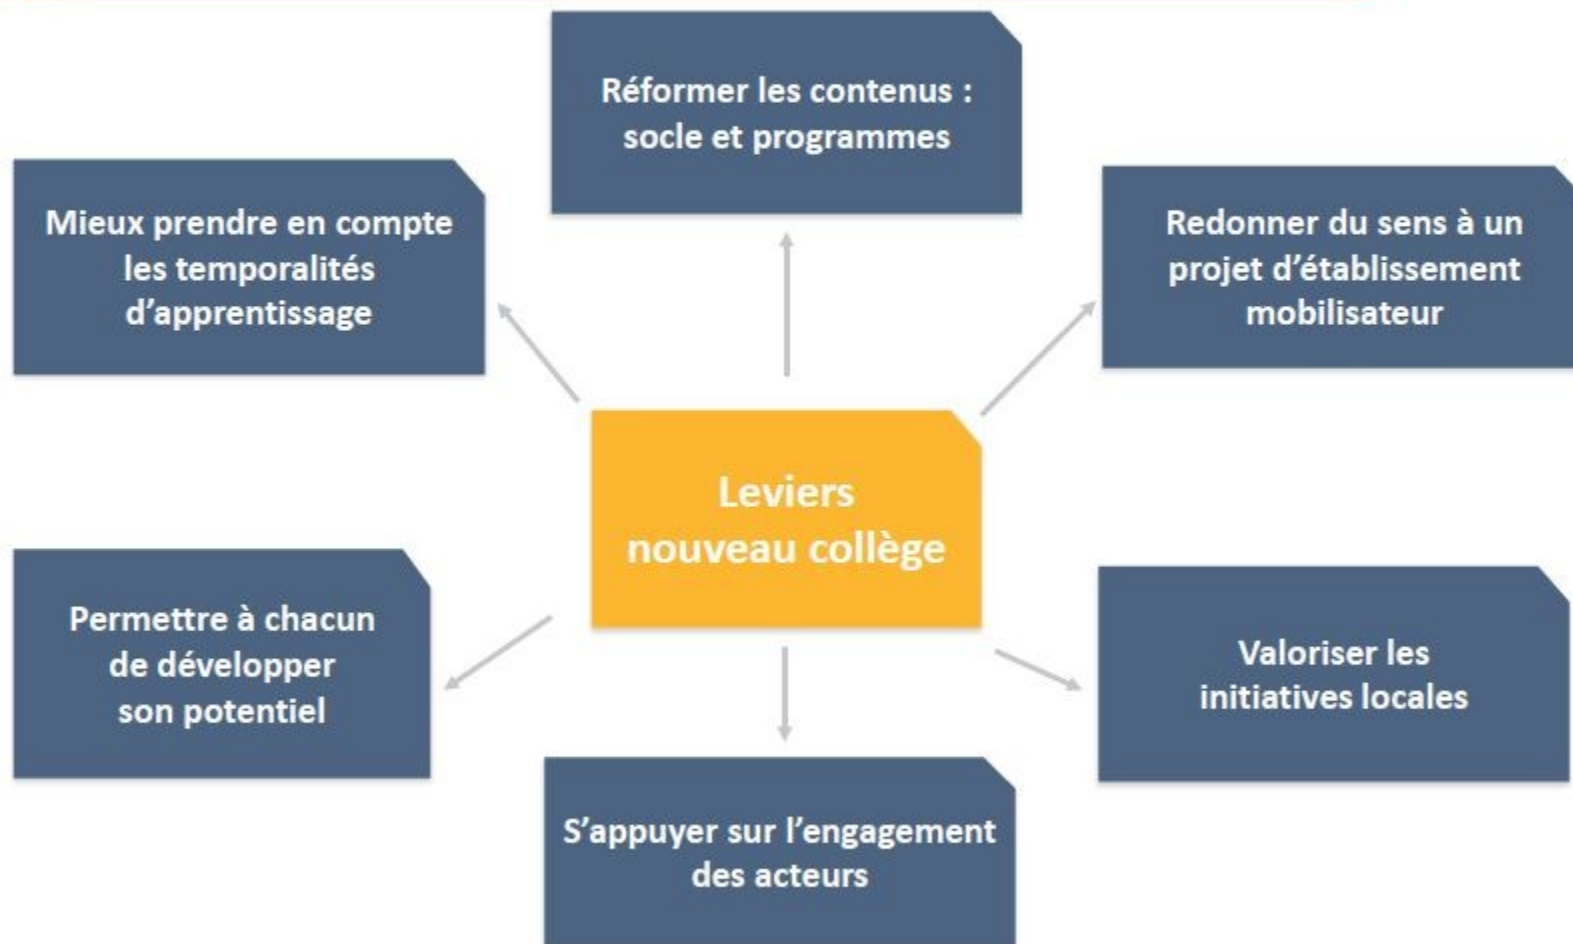 Réformer les contenus :
socle et programmes
Mieux prendre en compte
les temporalités
d’apprentissage
Redonner du sens à un
projet d’établissement
mobilisateur
Leviers
nouveau collège
Permettre à chacun
de développer
son potentiel
Valoriser les
initiatives locales
S’appuyer sur l’engagement
des acteurs